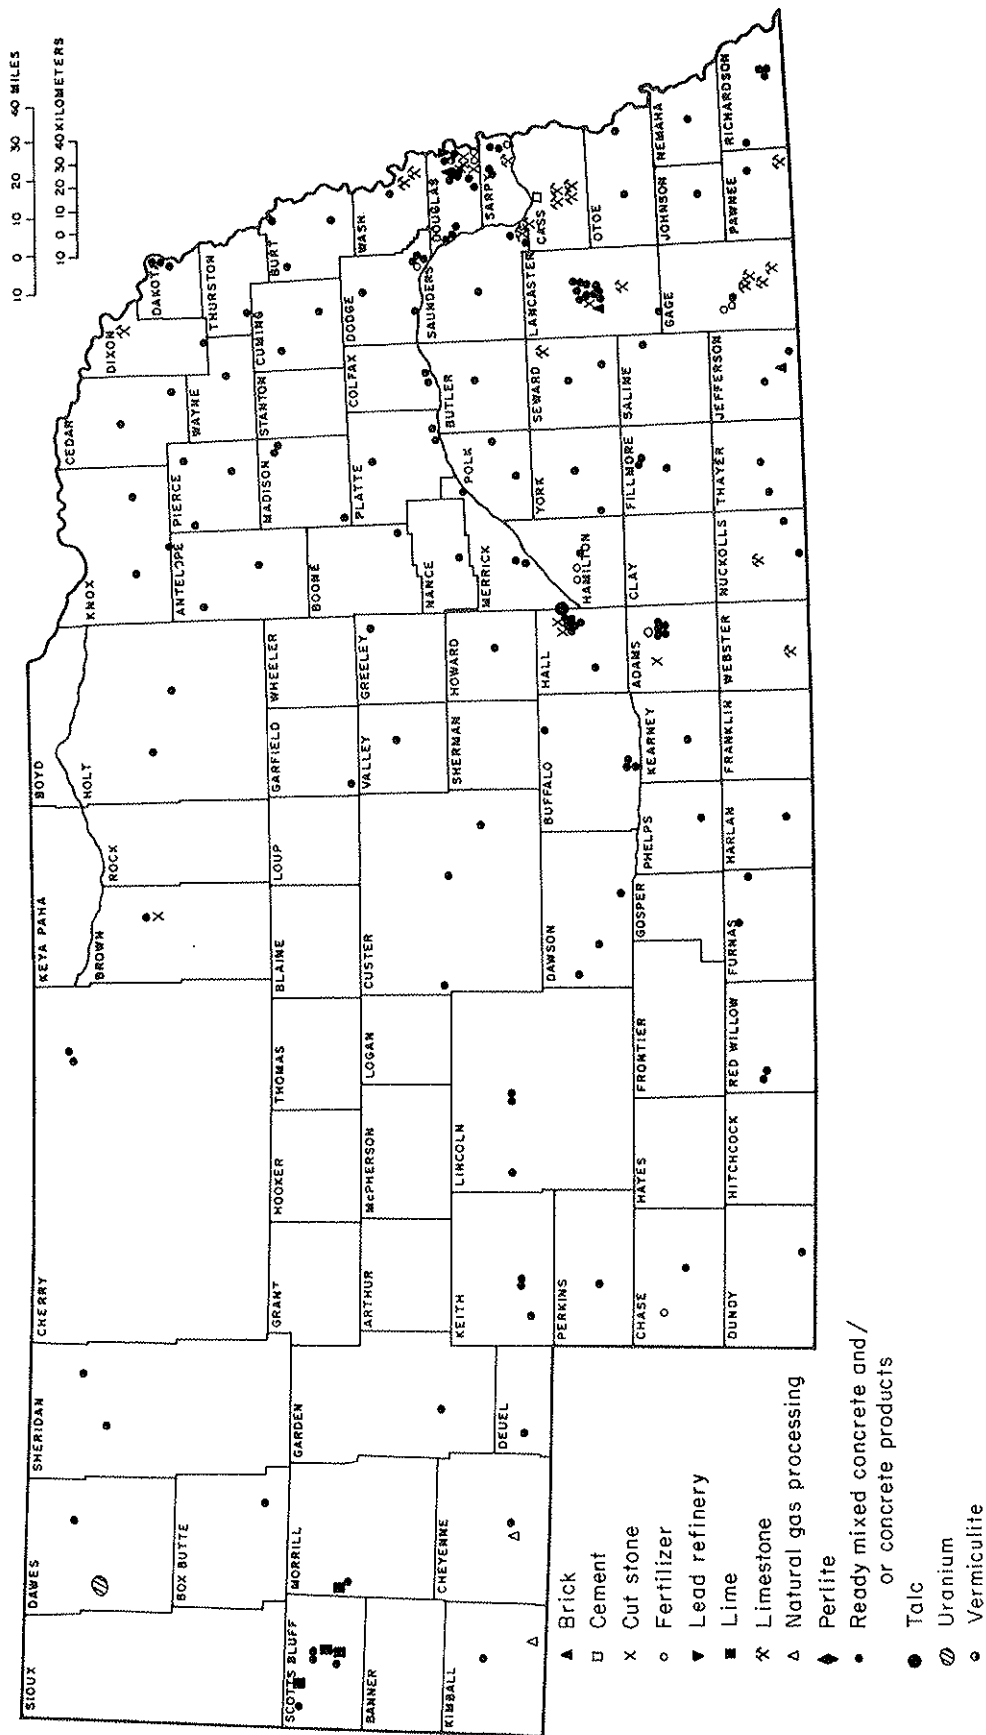 10 0 10 20 30 40 MILES
10 0 10 20 30 40 KILOMETERS
SIOUX
DAWES
BOX BUTTE
SHERIDAN
CHERRY
KEYA PAHA
BOYD
BROWN
ROCK
HOLT
KNOX
CEDAR
DIXON
DAKOTA
ANTELOPE
PIERCE
WAYNE
THURSTON
SCOTTS BLUFF
MORRILL
GARDEN
GRANT
HOOKER
THOMAS
BLAINE
LOUP
GARFIELD
WHEELER
BOONE
MADISON
STANTON
CUMING
BURT
BANNER
ARTHUR
McPHERSON
LOGAN
CUSTER
VALLEY
GREELEY
NANCE
PLATTE
COLFAX
DODGE
WASH.
KIMBALL
CHEYENNE
DEUEL
KEITH
LINCOLN
SHERMAN
HOWARD
MERRICK
POLK
BUTLER
SAUNDERS
DOUGLAS
SARPY
PERKINS
DAWSON
BUFFALO
HALL
HAMILTON
YORK
SEWARD
LANCASTER
CASS
OTOE
CHASE
HAYES
FRONTIER
GOSPER
PHELPS
KEARNEY
ADAMS
CLAY
FILLMORE
SALINE
GAGE
JOHNSON
NEMAHA
DUNDY
HITCHCOCK
RED WILLOW
FURNAS
HARLAN
FRANKLIN
WEBSTER
NUCKOLLS
THAYER
JEFFERSON
PAWNEE
RICHARDSON
Brick
Cement
Cut stone
Fertilizer
Lead refinery
Lime
Limestone
Natural gas processing
Perlite
Ready mixed concrete and/
or concrete products
Talc
Uranium
Vermiculite